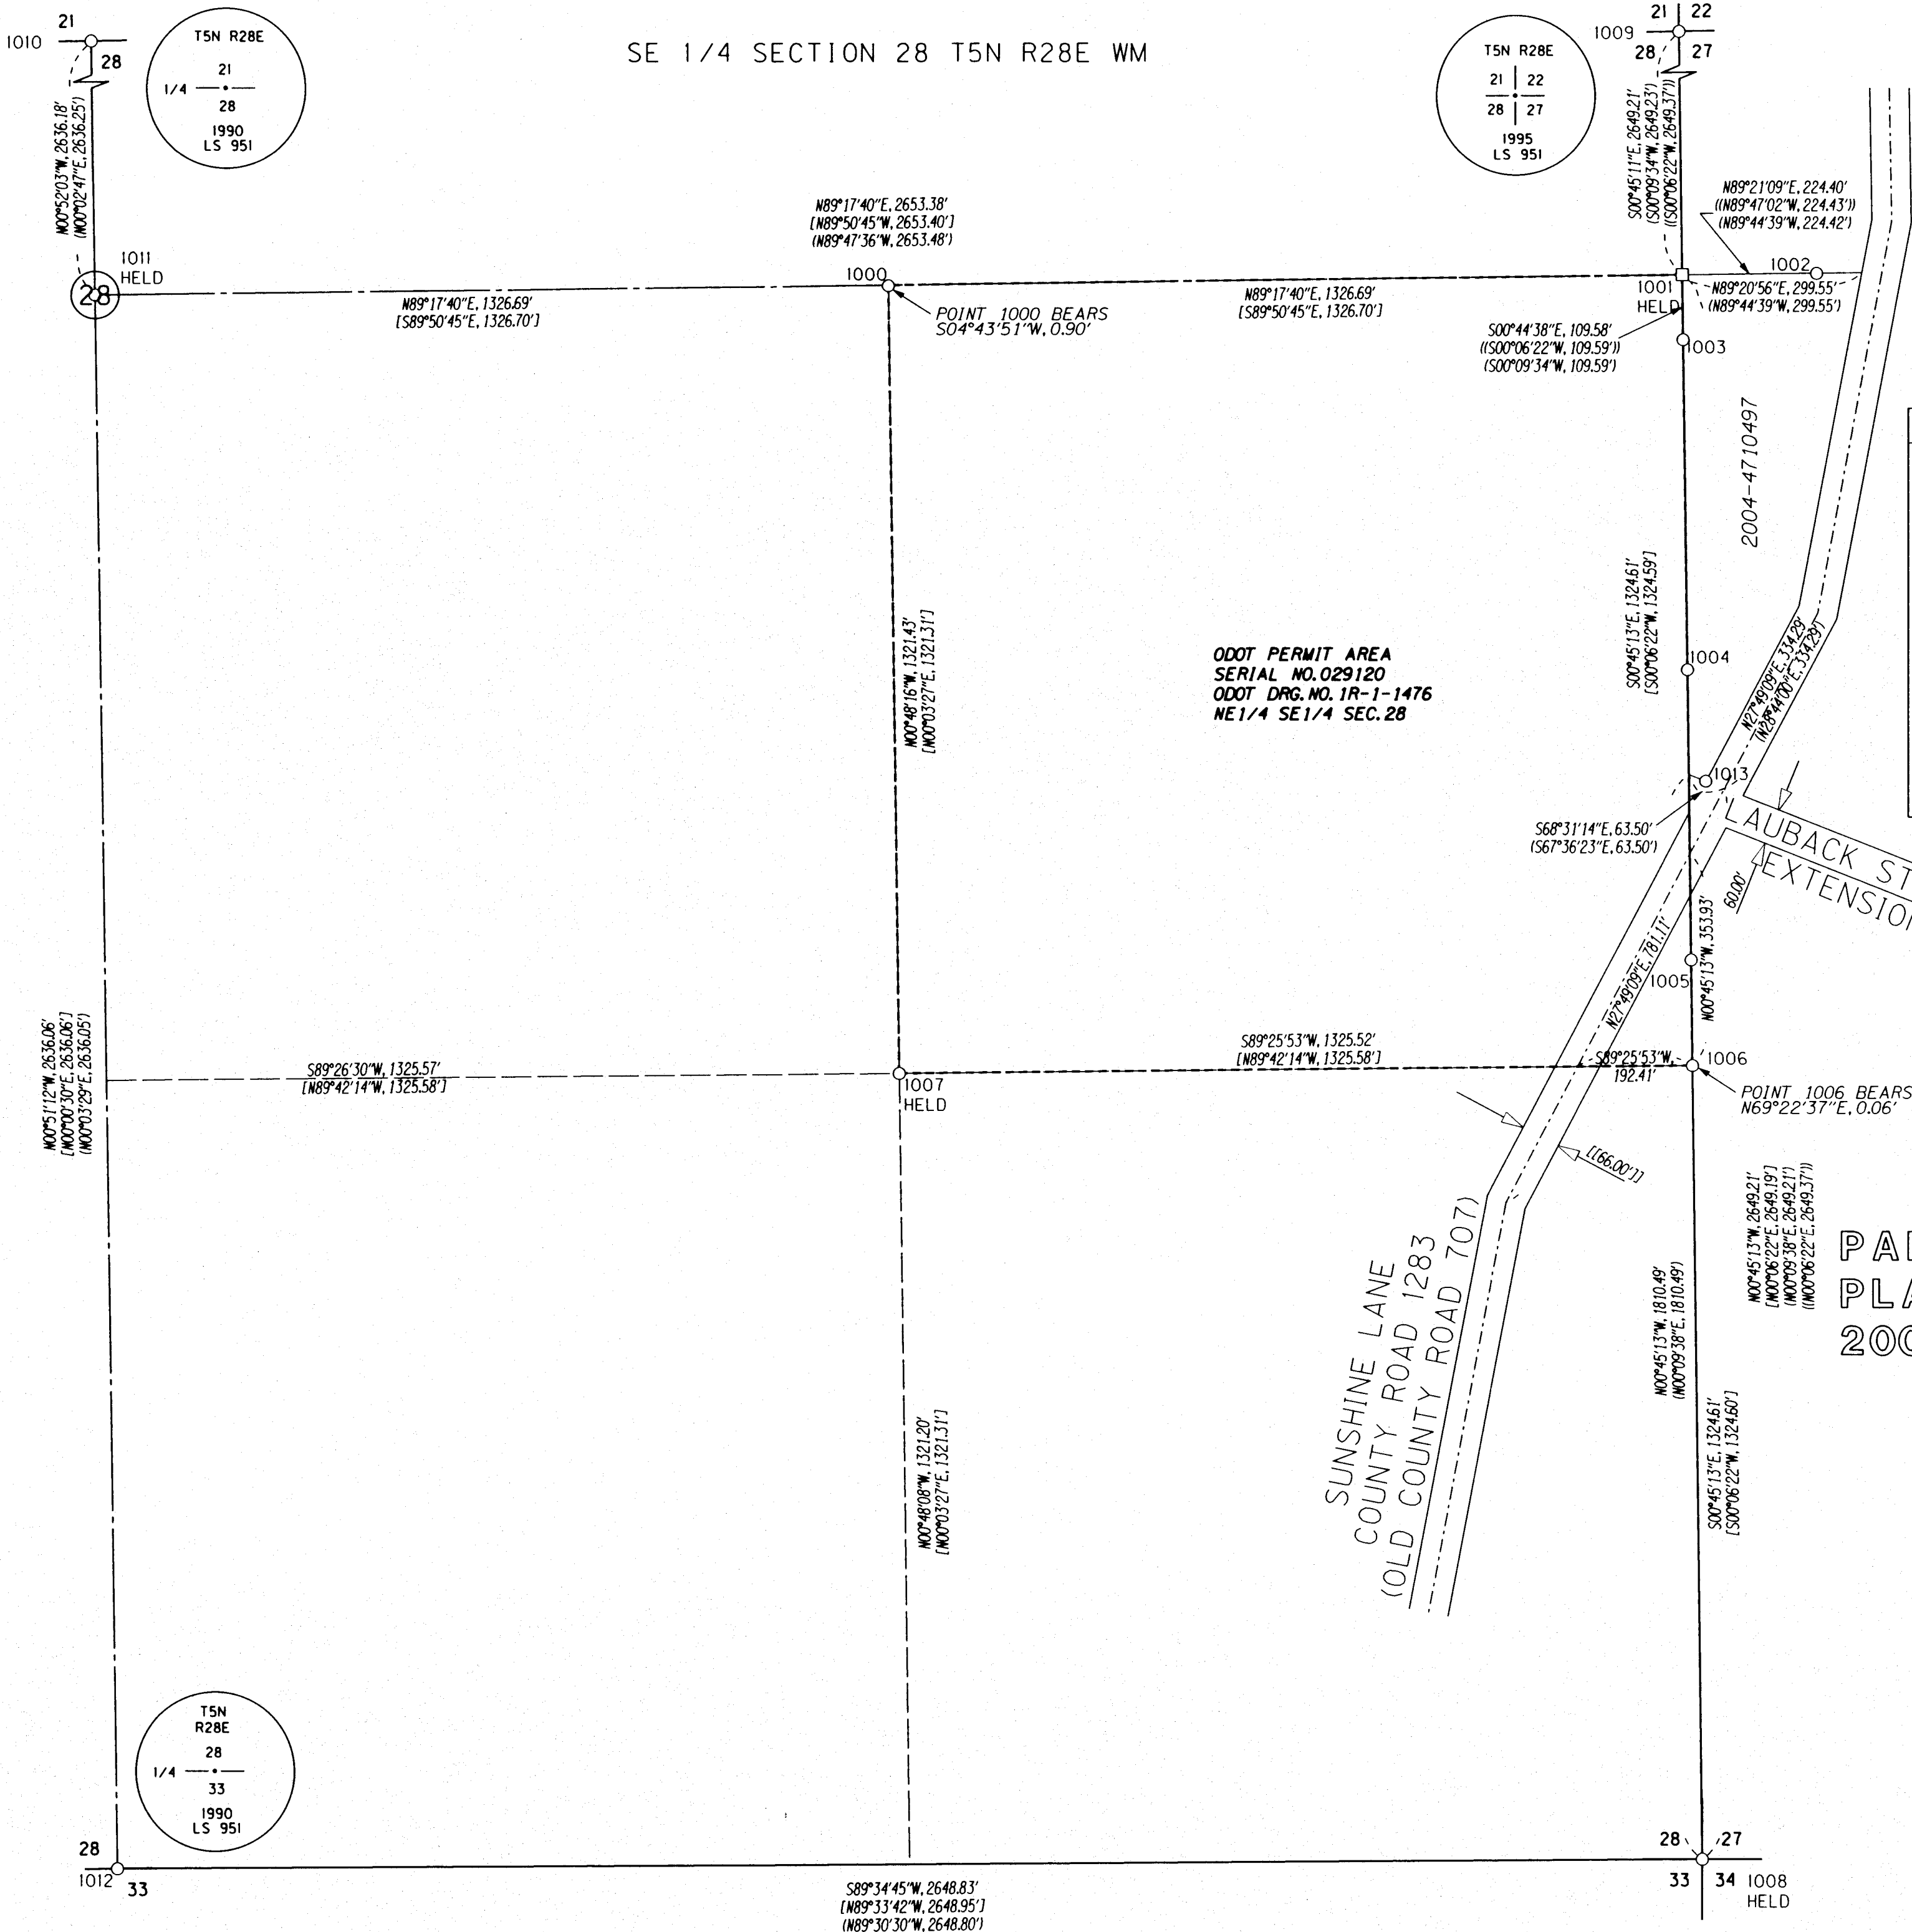 SE 1/4 SECTION 28 T5N R28E WM
21
1010
28
T5N R28E
21
1/4
28
1990
LS 951
N00°52'03"W, 2636.18'
(N00°02'47"E, 2636.25')
1011
HELD
28
N89°17'40"E, 1326.69'
[S89°50'45"E, 1326.70']
N89°17'40"E, 2653.38'
[N89°50'45"W, 2653.40']
(N89°47'36"W, 2653.48')
1000
POINT 1000 BEARS
S04°43'51"W, 0.90'
N89°17'40"E, 1326.69'
[S89°50'45"E, 1326.70']
T5N R28E
21 22
28 27
1995
LS 951
21 22
1009
28 27
S00°45'11"E, 2649.21'
(S00°09'34"W, 2649.23')
((S00°06'22"W, 2649.37'))
N89°21'09"E, 224.40'
((N89°47'02"W, 224.43'))
(N89°44'39"W, 224.42')
1002
1001
HELD
N89°20'56"E, 299.55'
(N89°44'39"W, 299.55')
S00°44'38"E, 109.58'
((S00°06'22"W, 109.59'))
(S00°09'34"W, 109.59')
1003
2004-4710497
S00°45'13"E, 1324.61'
[S00°06'22"W, 1324.59']
N00°48'16"W, 1321.43'
[N00°03'27"E, 1321.31']
ODOT PERMIT AREA
SERIAL NO. 029120
ODOT DRG. NO. 1R-1-1476
NE1/4 SE1/4 SEC. 28
1004
N27°49'09"E, 334.29'
(N28°44'00"E, 334.29')
1013
S68°31'14"E, 63.50'
(S67°36'23"E, 63.50')
LAUBACK ST
EXTENSION
60.00'
N27°49'09"E, 781.11'
1005
N00°45'13"W, 353.93'
S89°25'53"W, 1325.52'
[N89°42'14"W, 1325.58']
S89°25'53"W,
192.41'
1006
POINT 1006 BEARS
N69°22'37"E, 0.06'
1007
HELD
S89°26'30"W, 1325.57'
[N89°42'14"W, 1325.58']
N00°51'12"W, 2636.06'
[N00°00'30"E, 2636.06']
(N00°03'29"E, 2636.05')
[[66.00']]
SUNSHINE LANE
COUNTY ROAD 1283
(OLD COUNTY ROAD 707)
N00°45'13"W, 2649.21'
[N00°06'22"E, 2649.19']
(N00°09'38"E, 2649.21')
((N00°06'22"E, 2649.37'))
PA
PLA
200
N00°45'13"W, 1810.49'
(N00°09'38"E, 1810.49')
S00°45'13"E, 1324.61'
[S00°06'22"W, 1324.60']
N00°48'08"W, 1321.20'
[N00°03'27"E, 1321.31']
T5N
R28E
28
1/4
33
1990
LS 951
28
1012
33
S89°34'45"W, 2648.83'
[N89°33'42"W, 2648.95']
(N89°30'30"W, 2648.80')
28 27
33 34
1008
HELD